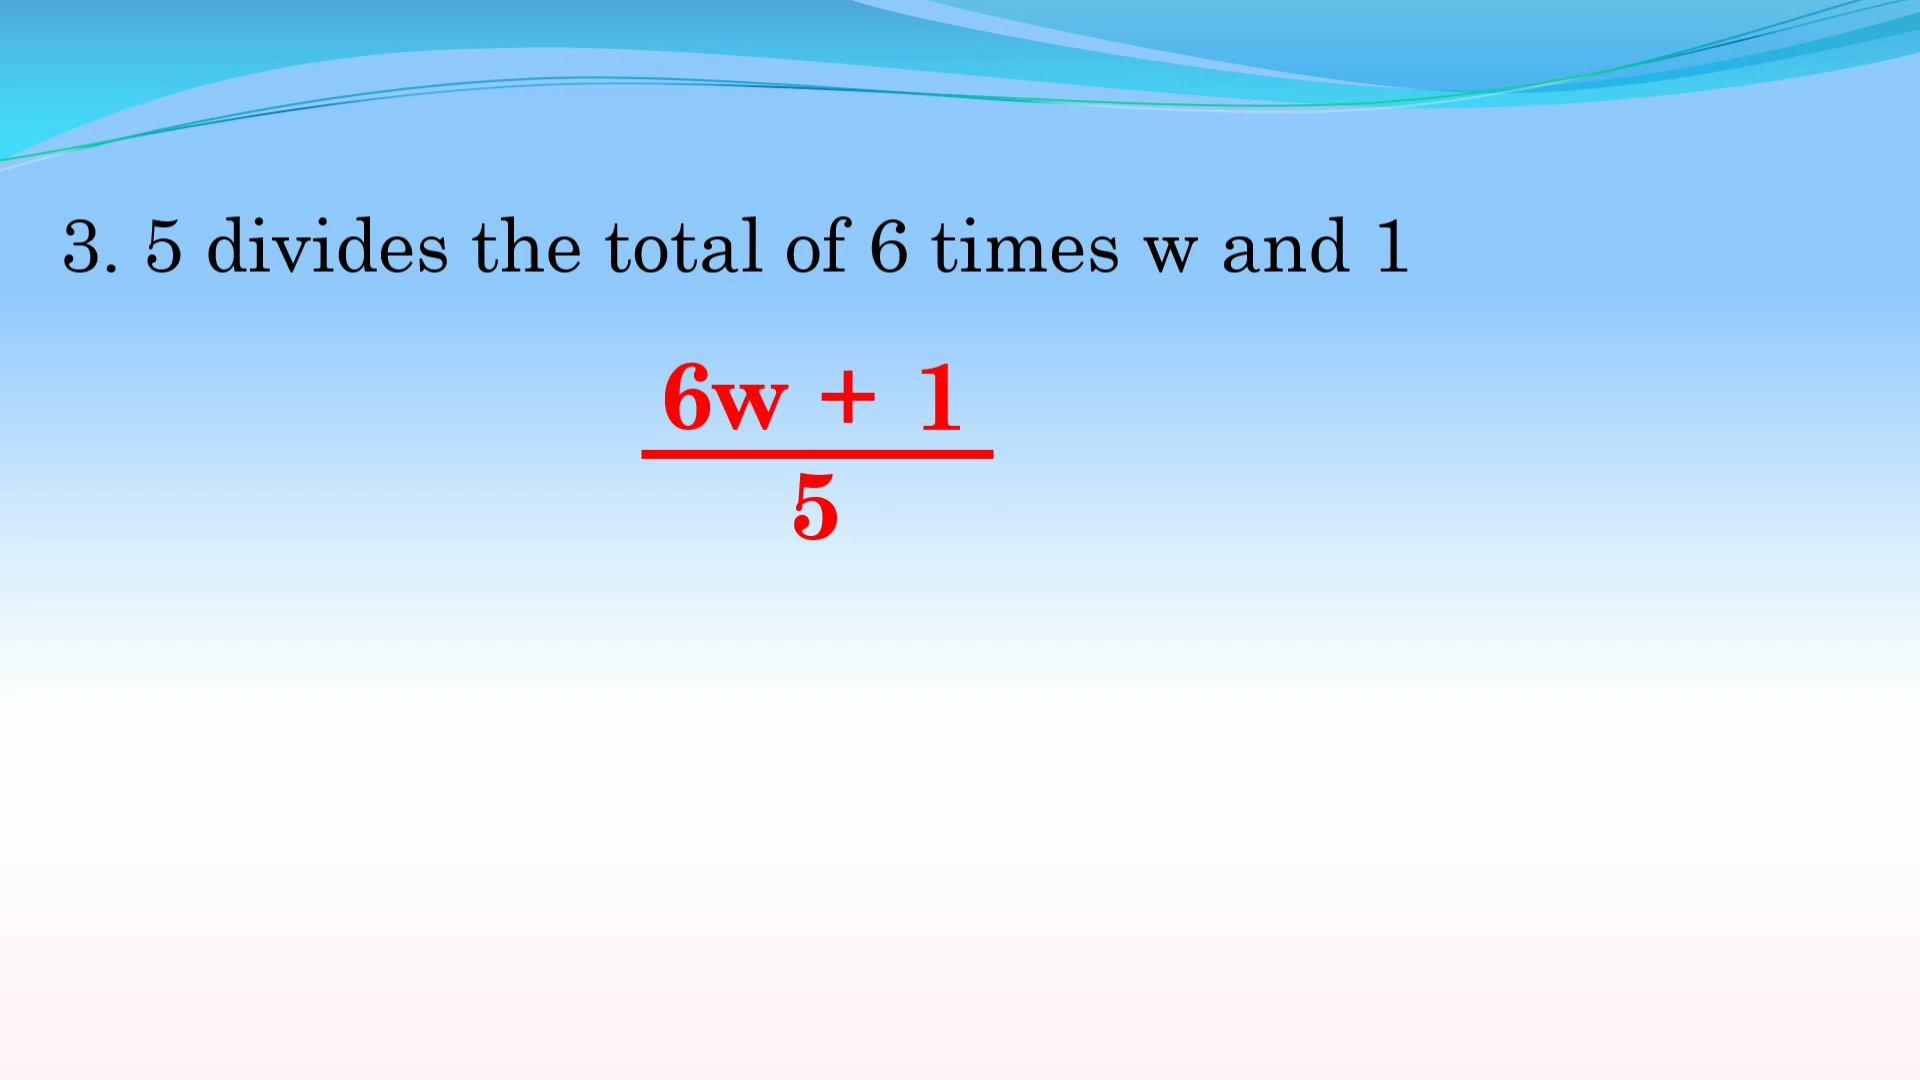 3. 5 divides the total of 6 times w and 1
6w + 1
5